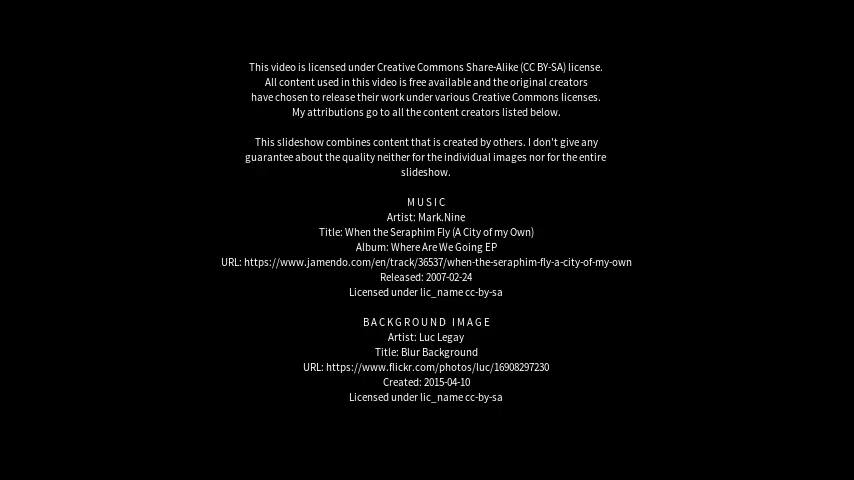 This video is licensed under Creative Commons Share-Alike (CC BY-SA) license.
All content used in this video is free available and the original creators
have chosen to release their work under various Creative Commons licenses.
My attributions go to all the content creators listed below.
This slideshow combines content that is created by others. I don't give any
guarantee about the quality neither for the individual images nor for the entire
slideshow.
MUSIC
Artist: Mark.Nine
Title: When the Seraphim Fly (A City of my Own)
Album: Where Are We Going EP
URL: https://www.jamendo.com/en/track/36537/when-the-seraphim-fly-a-city-of-my-own
Released: 2007-02-24
Licensed under lic_name cc-by-sa
BACKGROUND IMAGE
Artist: Luc Legay
Title: Blur Background
URL: https://www.flickr.com/photos/luc/16908297230
Created: 2015-04-10
Licensed under lic_name cc-by-sa